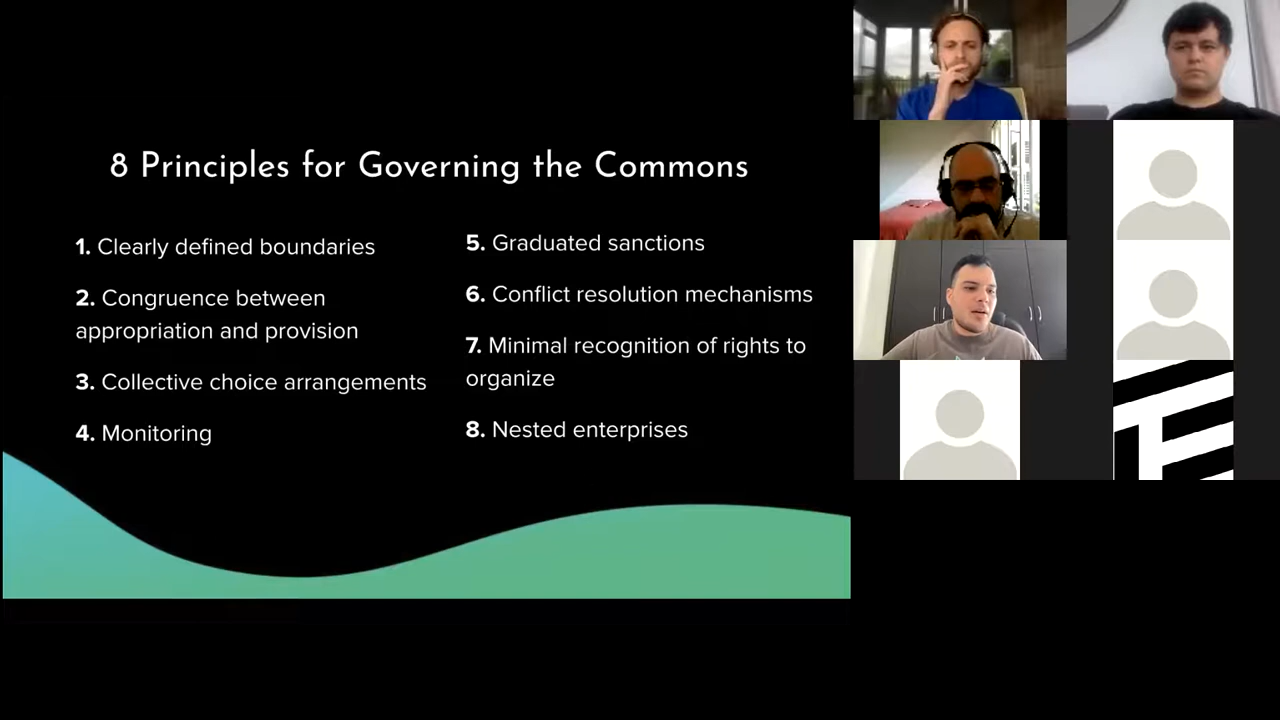 8 Principles for Governing the Commons
1. Clearly defined boundaries
2. Congruence between
appropriation and provision
3. Collective choice arrangements
4. Monitoring
5. Graduated sanctions
6. Conflict resolution mechanisms
7. Minimal recognition of rights to
organize
8. Nested enterprises